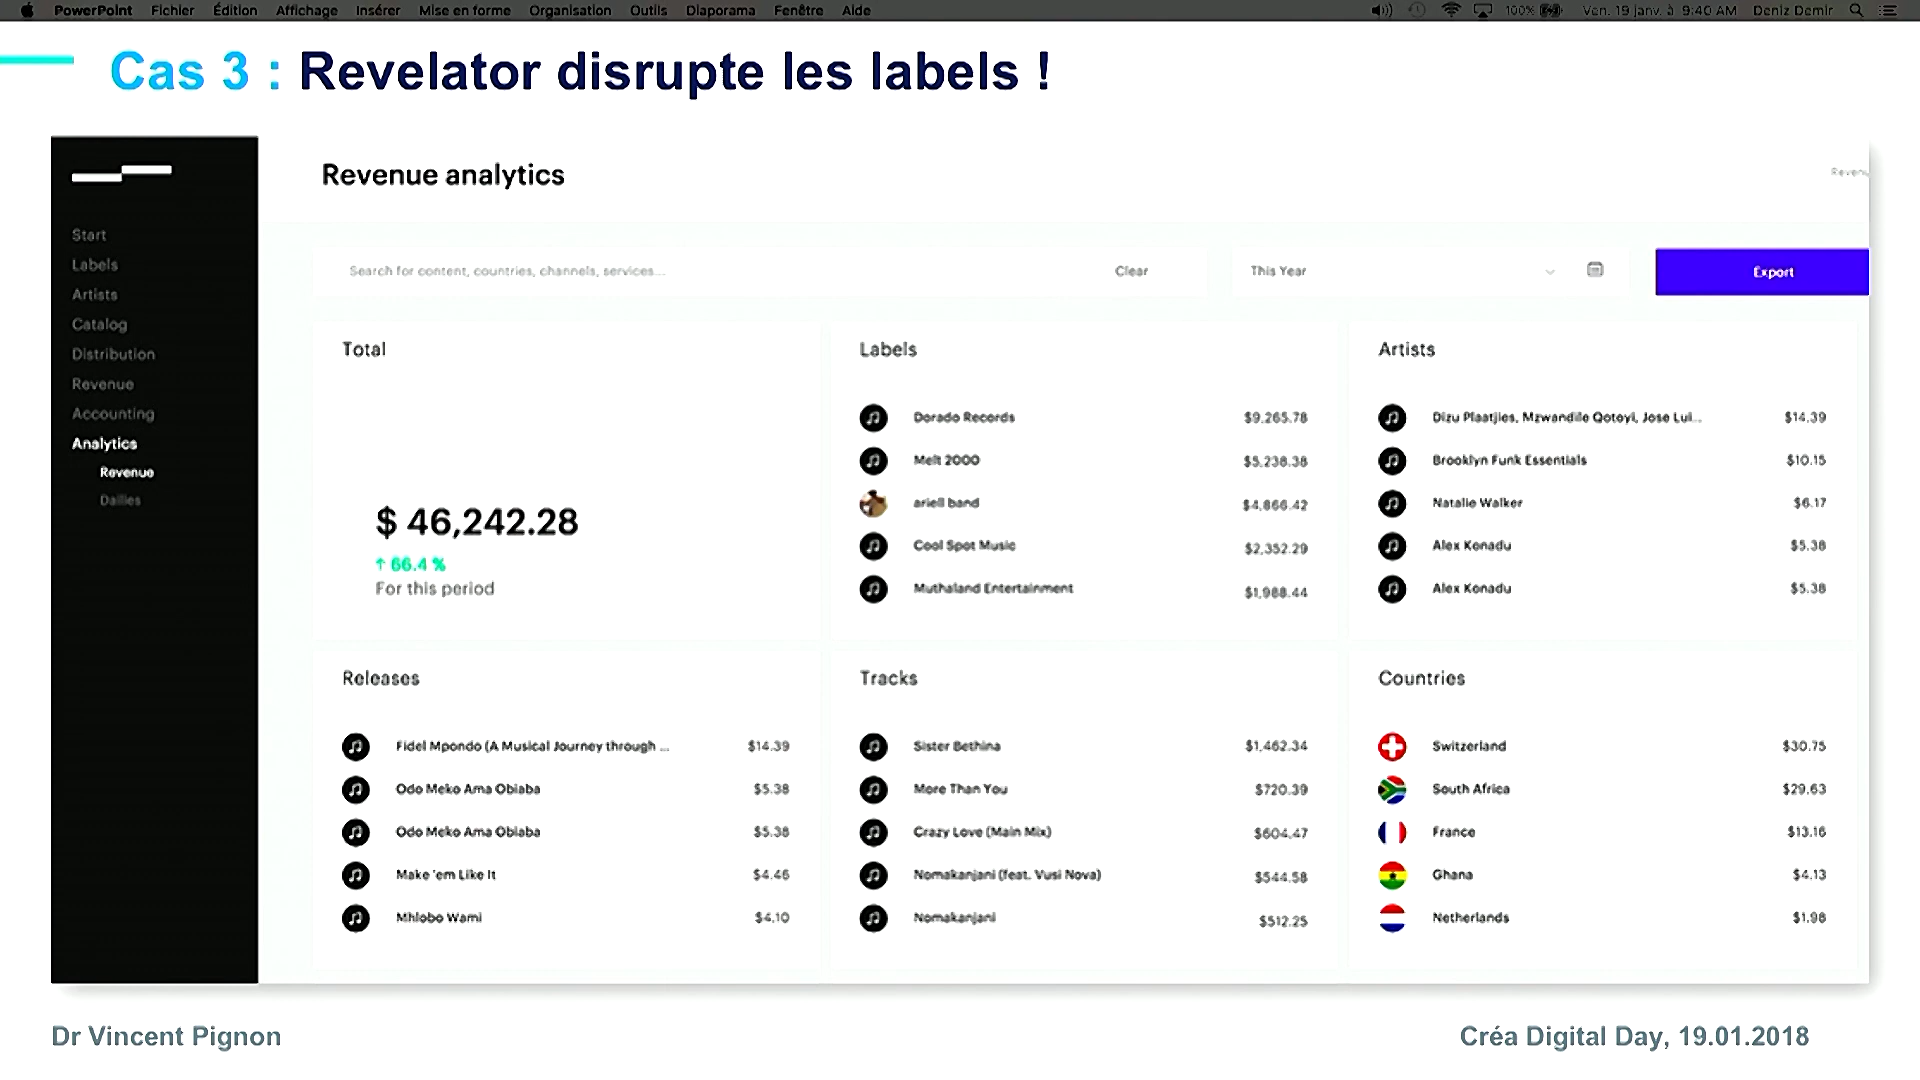 PowerPoint Fichier Édition Affichage Insérer Mise en forme Organisation Outils Diaporama Fenêtre Aide 100% Ven. 19 janv. à 9:40 AM Deniz Demir
Cas 3 : Revelator disrupte les labels !
Revenue analytics
Start
Labels
Artists
Catalog
Distribution
Revenue
Accounting
Analytics
Revenue
Dailies
Search for content, countries, channels, services...
Clear
This Year
Export
Total
$ 46,242.28
↑ 66.4 %
For this period
Labels
Dorado Records $9,265.78
Melt 2000 $5,238.38
ariell band $4,866.42
Cool Spot Music $2,352.29
Muthaland Entertainment $1,988.44
Artists
Dizu Plaatjies, Mzwandile Qotoyi, Jose Lui... $14.39
Brooklyn Funk Essentials $10.15
Natalie Walker $6.17
Alex Konadu $5.38
Alex Konadu $5.38
Releases
Fidel Mpondo (A Musical Journey through ... $14.39
Odo Meko Ama Obiaba $5.38
Odo Meko Ama Obiaba $5.38
Make 'em Like It $4.46
Mhlobo Wami $4.10
Tracks
Sister Bethina $1,462.34
More Than You $720.39
Crazy Love (Main Mix) $604.47
Nomakanjani (feat. Vusi Nova) $544.58
Nomakanjani $512.25
Countries
Switzerland $30.75
South Africa $29.63
France $13.16
Ghana $4.13
Netherlands $1.98
Dr Vincent Pignon
Créa Digital Day, 19.01.2018